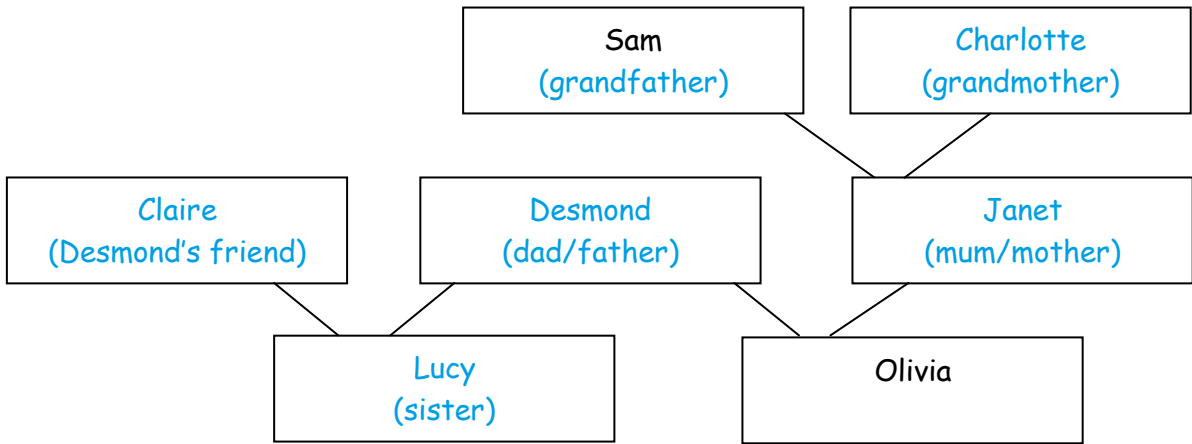 Sam
(grandfather)
Charlotte
(grandmother)
Claire
(Desmond's friend)
Desmond
(dad/father)
Janet
(mum/mother)
Lucy
(sister)
Olivia